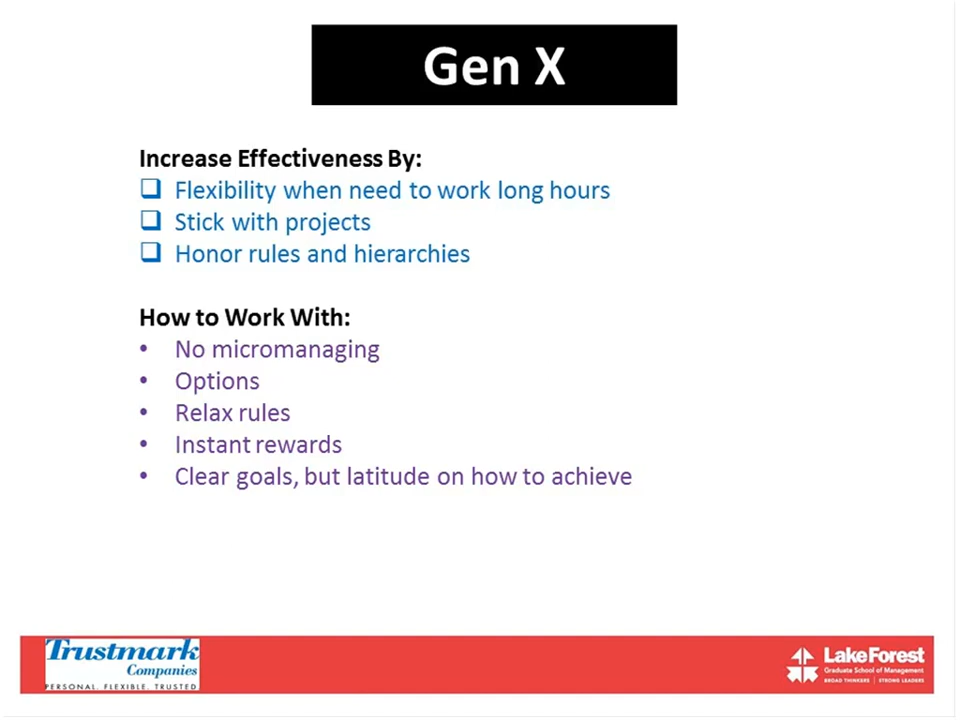 Gen X
Increase Effectiveness By:
Flexibility when need to work long hours
Stick with projects
Honor rules and hierarchies
How to Work With:
• No micromanaging
• Options
• Relax rules
• Instant rewards
• Clear goals, but latitude on how to achieve
Trustmark
Companies
PERSONAL. FLEXIBLE. TRUSTED
Lake Forest
Graduate School of Management
BROAD THINKERS | STRONG LEADERS